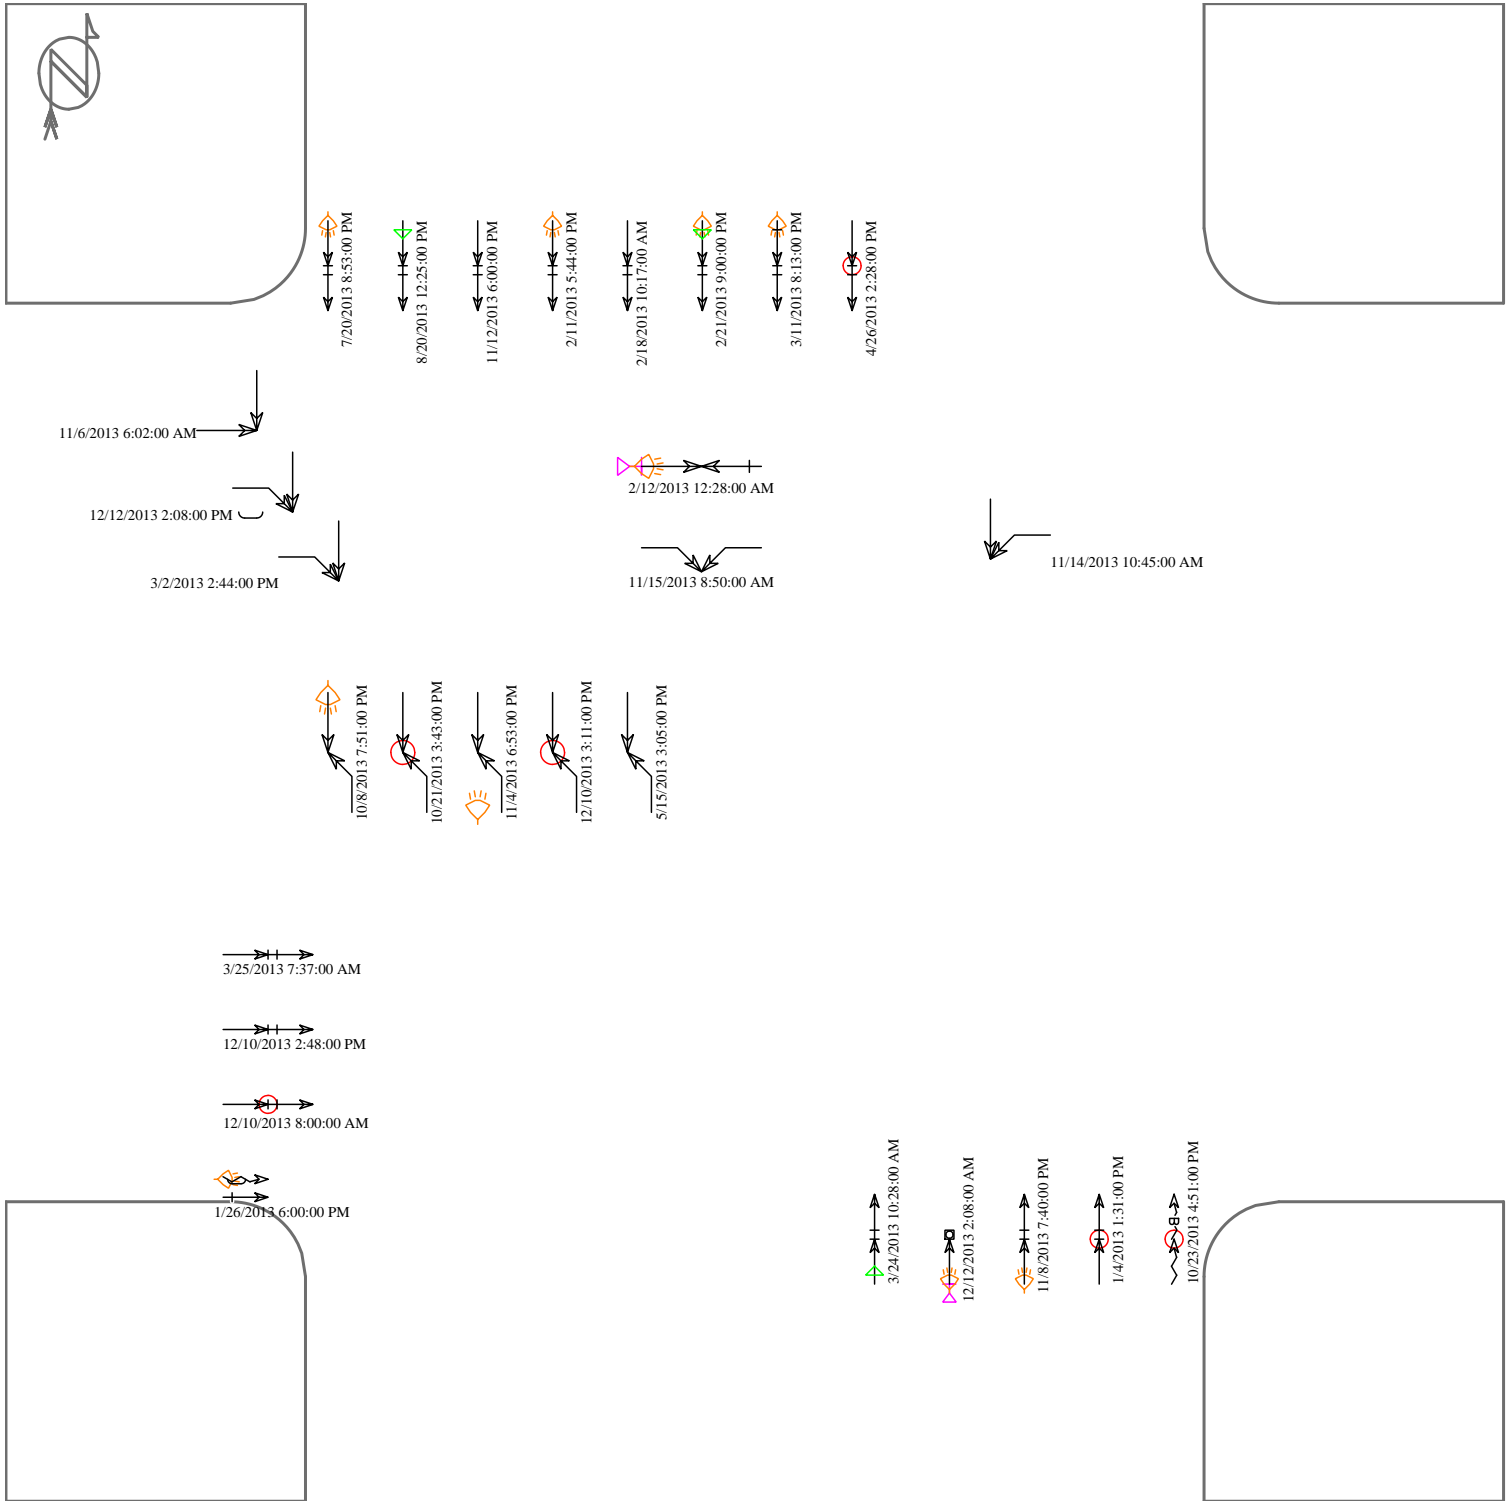 7/20/2013 8:53:00 PM
8/20/2013 12:25:00 PM
11/12/2013 6:00:00 PM
2/11/2013 5:44:00 PM
2/18/2013 10:17:00 AM
2/21/2013 9:00:00 PM
3/11/2013 8:13:00 PM
4/26/2013 2:28:00 PM
11/6/2013 6:02:00 AM
2/12/2013 12:28:00 AM
12/12/2013 2:08:00 PM
11/14/2013 10:45:00 AM
3/2/2013 2:44:00 PM
11/15/2013 8:50:00 AM
10/8/2013 7:51:00 PM
10/21/2013 3:43:00 PM
11/4/2013 6:53:00 PM
12/10/2013 3:11:00 PM
5/15/2013 3:05:00 PM
3/25/2013 7:37:00 AM
12/10/2013 2:48:00 PM
12/10/2013 8:00:00 AM
1/26/2013 6:00:00 PM
3/24/2013 10:28:00 AM
12/12/2013 2:08:00 AM
11/8/2013 7:40:00 PM
1/4/2013 1:31:00 PM
B
10/23/2013 4:51:00 PM